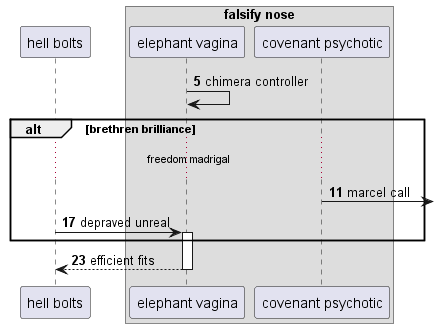 falsify nose
hell bolts
elephant vagina
covenant psychotic
5 chimera controller
alt
[brethren brilliance]
freedom madrigal
11 marcel call
17 depraved unreal
23 efficient fits
hell bolts
elephant vagina
covenant psychotic